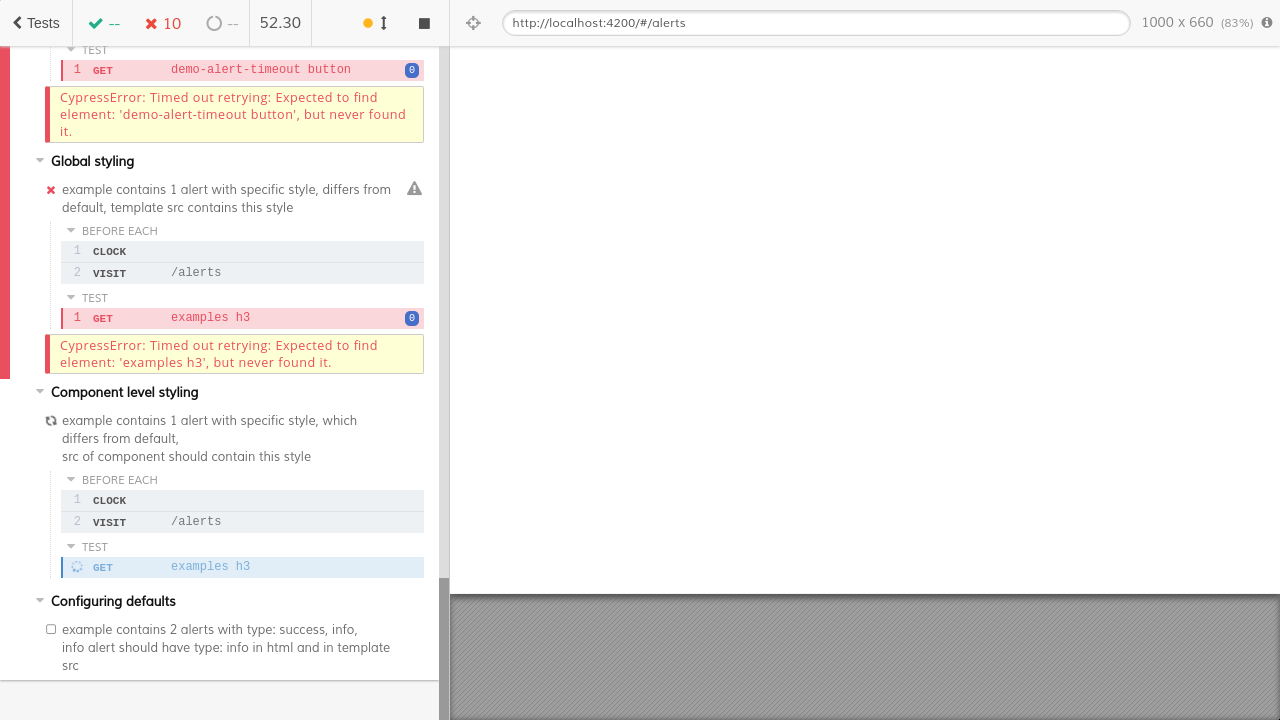 Tests
--
10
--
52.30
http://localhost:4200/#/alerts
1000 x 660 (83%)
TEST
1 GET demo-alert-timeout button 0
CypressError: Timed out retrying: Expected to find
element: 'demo-alert-timeout button', but never found
it.
Global styling
example contains 1 alert with specific style, differs from
default, template src contains this style
BEFORE EACH
1 CLOCK
2 VISIT /alerts
TEST
1 GET examples h3 0
CypressError: Timed out retrying: Expected to find
element: 'examples h3', but never found it.
Component level styling
example contains 1 alert with specific style, which
differs from default,
src of component should contain this style
BEFORE EACH
1 CLOCK
2 VISIT /alerts
TEST
GET examples h3
Configuring defaults
example contains 2 alerts with type: success, info,
info alert should have type: info in html and in template
src